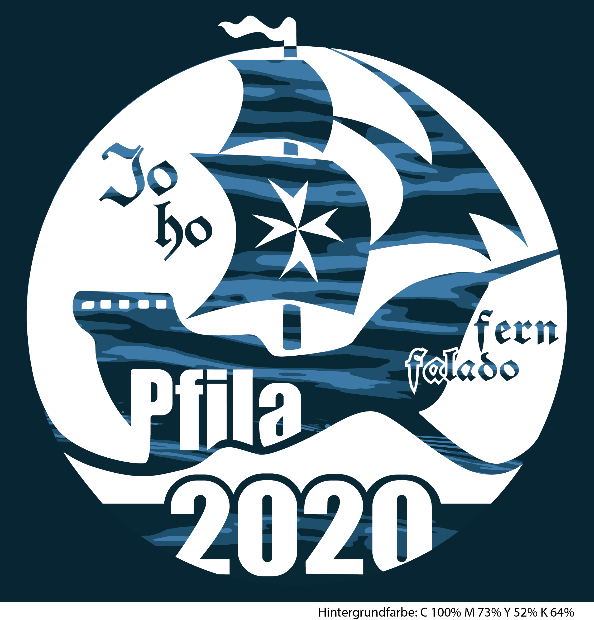 Jo
ho
fern
falado
Pfila
2020
Hintergrundfarbe: C 100% M 73% Y 52% K 64%